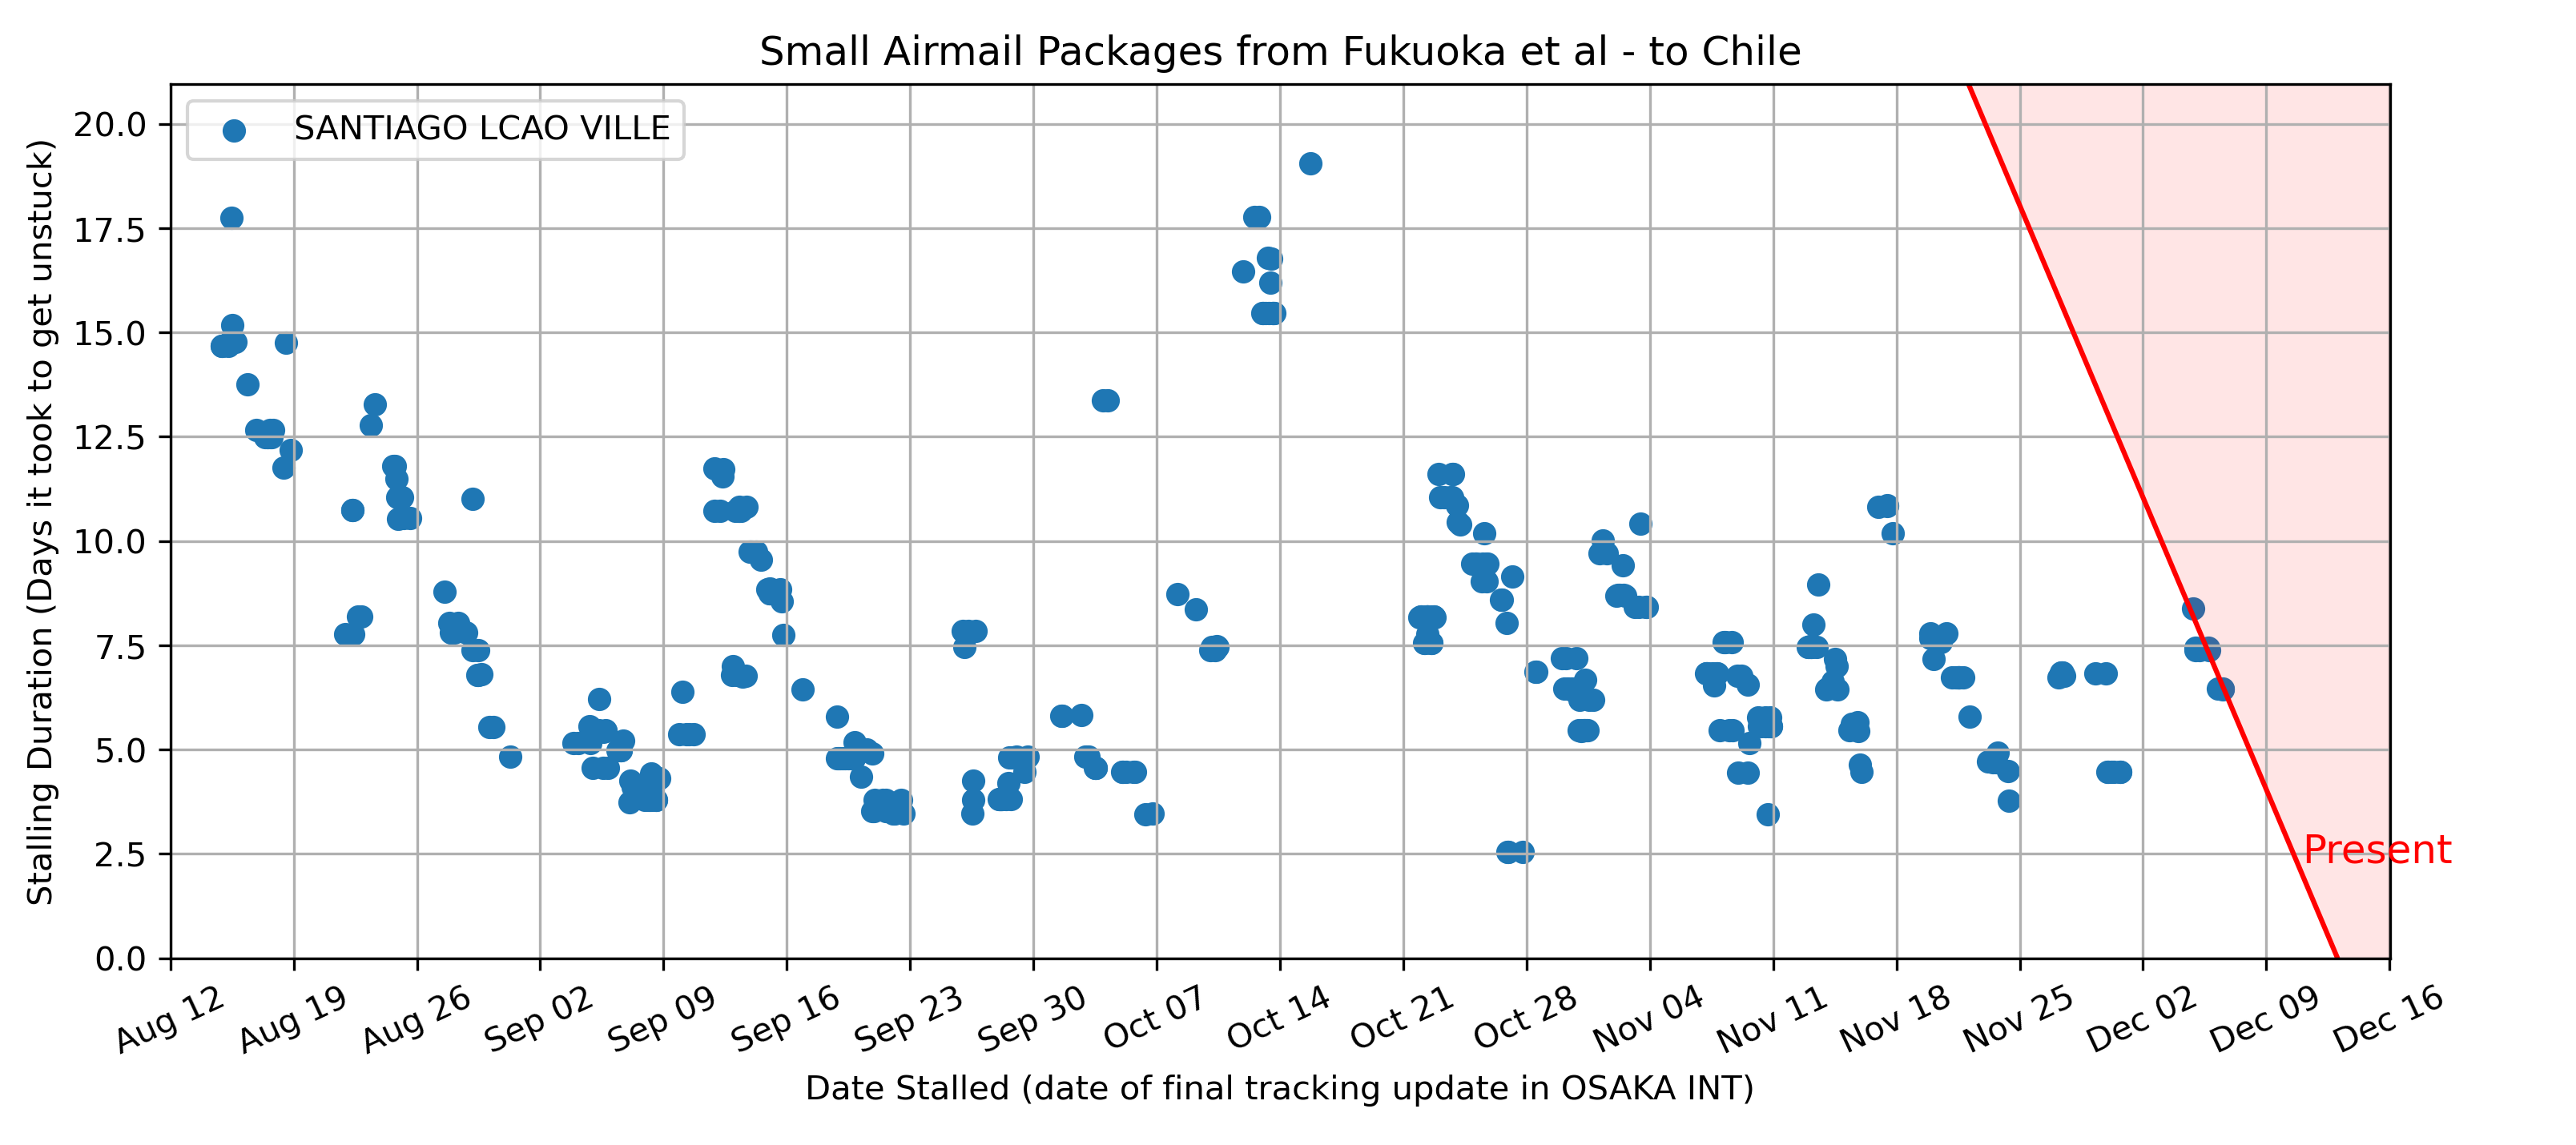 Small Airmail Packages from Fukuoka et al - to Chile
SANTIAGO LCAO VILLE
Stalling Duration (Days it took to get unstuck)
20.0
17.5
15.0
12.5
10.0
7.5
5.0
2.5
0.0
Present
Aug 12
Aug 19
Aug 26
Sep 02
Sep 09
Sep 16
Sep 23
Sep 30
Oct 07
Oct 14
Oct 21
Oct 28
Nov 04
Nov 11
Nov 18
Nov 25
Dec 02
Dec 09
Dec 16
Date Stalled (date of final tracking update in OSAKA INT)